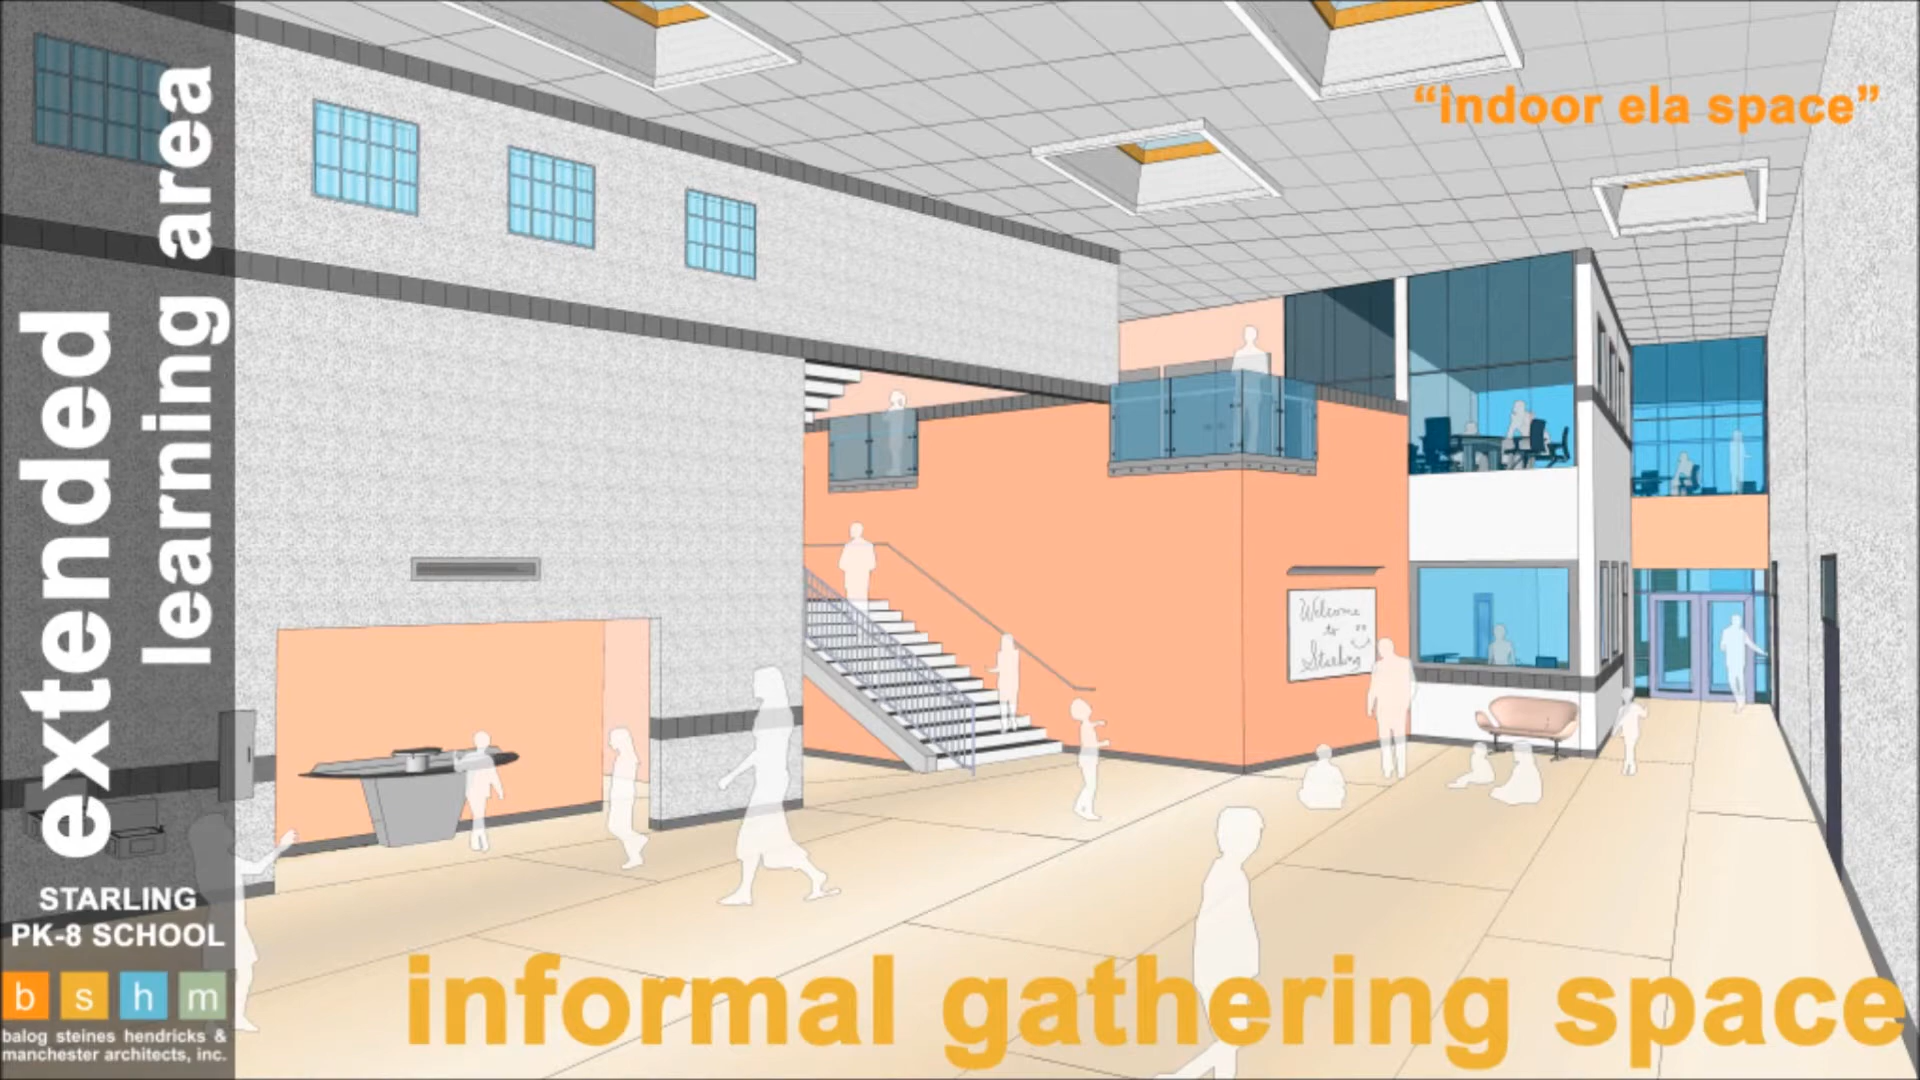 extended
learning area
STARLING
PK-8 SCHOOL
b s h m
balog steines hendricks &
manchester architects, inc.
“indoor ela space”
Welcome
to
Starling
informal gathering space